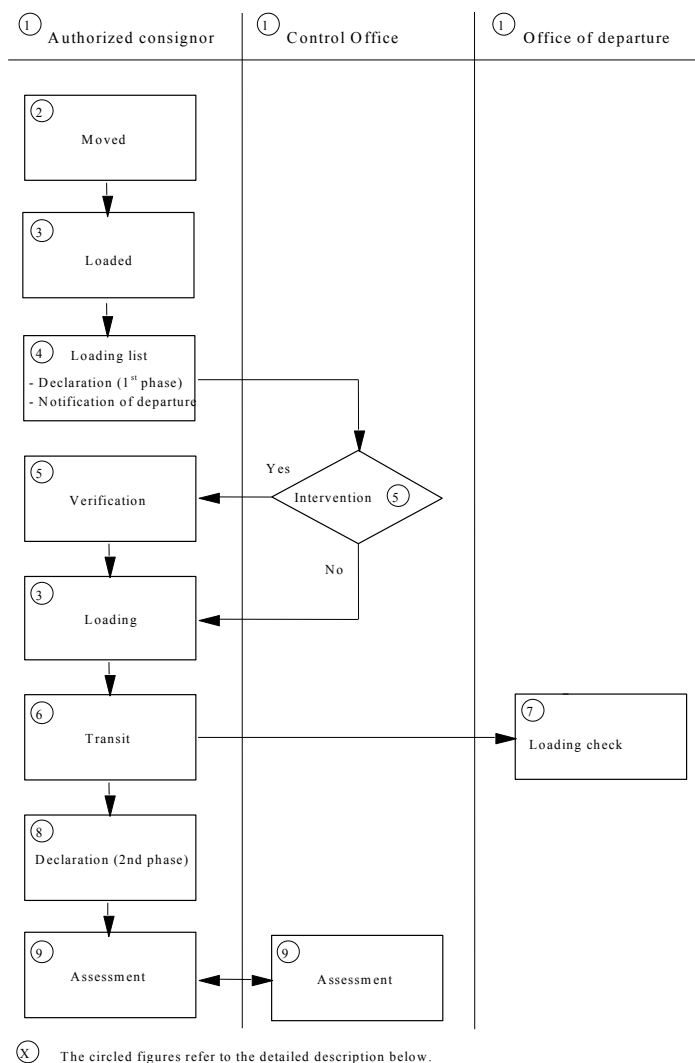 1 Authorized consignor
1 Control Office
1 Office of departure
2
Moved
3
Loaded
4
Loading list
- Declaration (1st phase)
- Notification of departure
Yes
5
Verification
Intervention 5
No
3
Loading
6
Transit
7
Loading check
8
Declaration (2nd phase)
9
Assessment
9
Assessment
X The circled figures refer to the detailed description below.